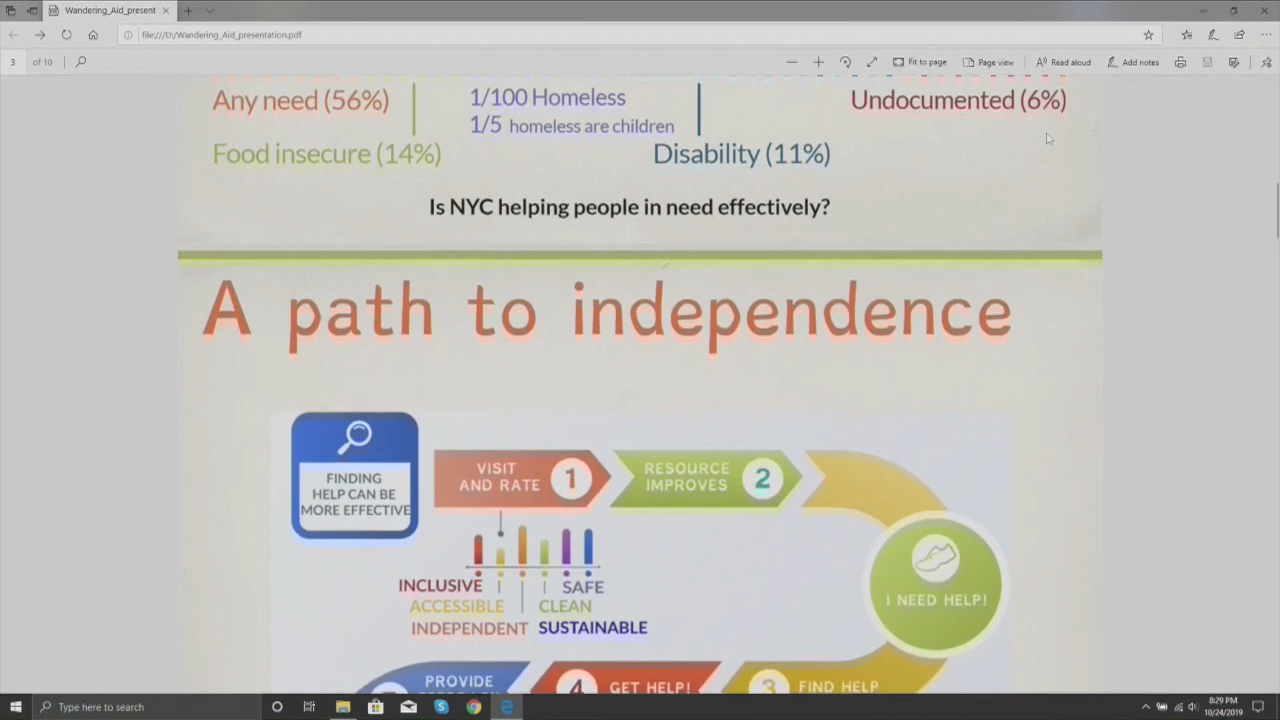 Wandering_Aid_present
file:///D:/Wandering_Aid_presentation.pdf
3 of 10
Fit to page
Page view
Read aloud
Add notes
Any need (56%)
1/100 Homeless
Undocumented (6%)
1/5 homeless are children
Food insecure (14%)
Disability (11%)
Is NYC helping people in need effectively?
A path to independence
FINDING
HELP CAN BE
MORE EFFECTIVE
VISIT
AND RATE 1
RESOURCE
IMPROVES 2
I NEED HELP!
INCLUSIVE
SAFE
ACCESSIBLE
CLEAN
INDEPENDENT
SUSTAINABLE
PROVIDE
4 GET HELP!
3 FIND HELP
Type here to search
8:29 PM
10/24/2019